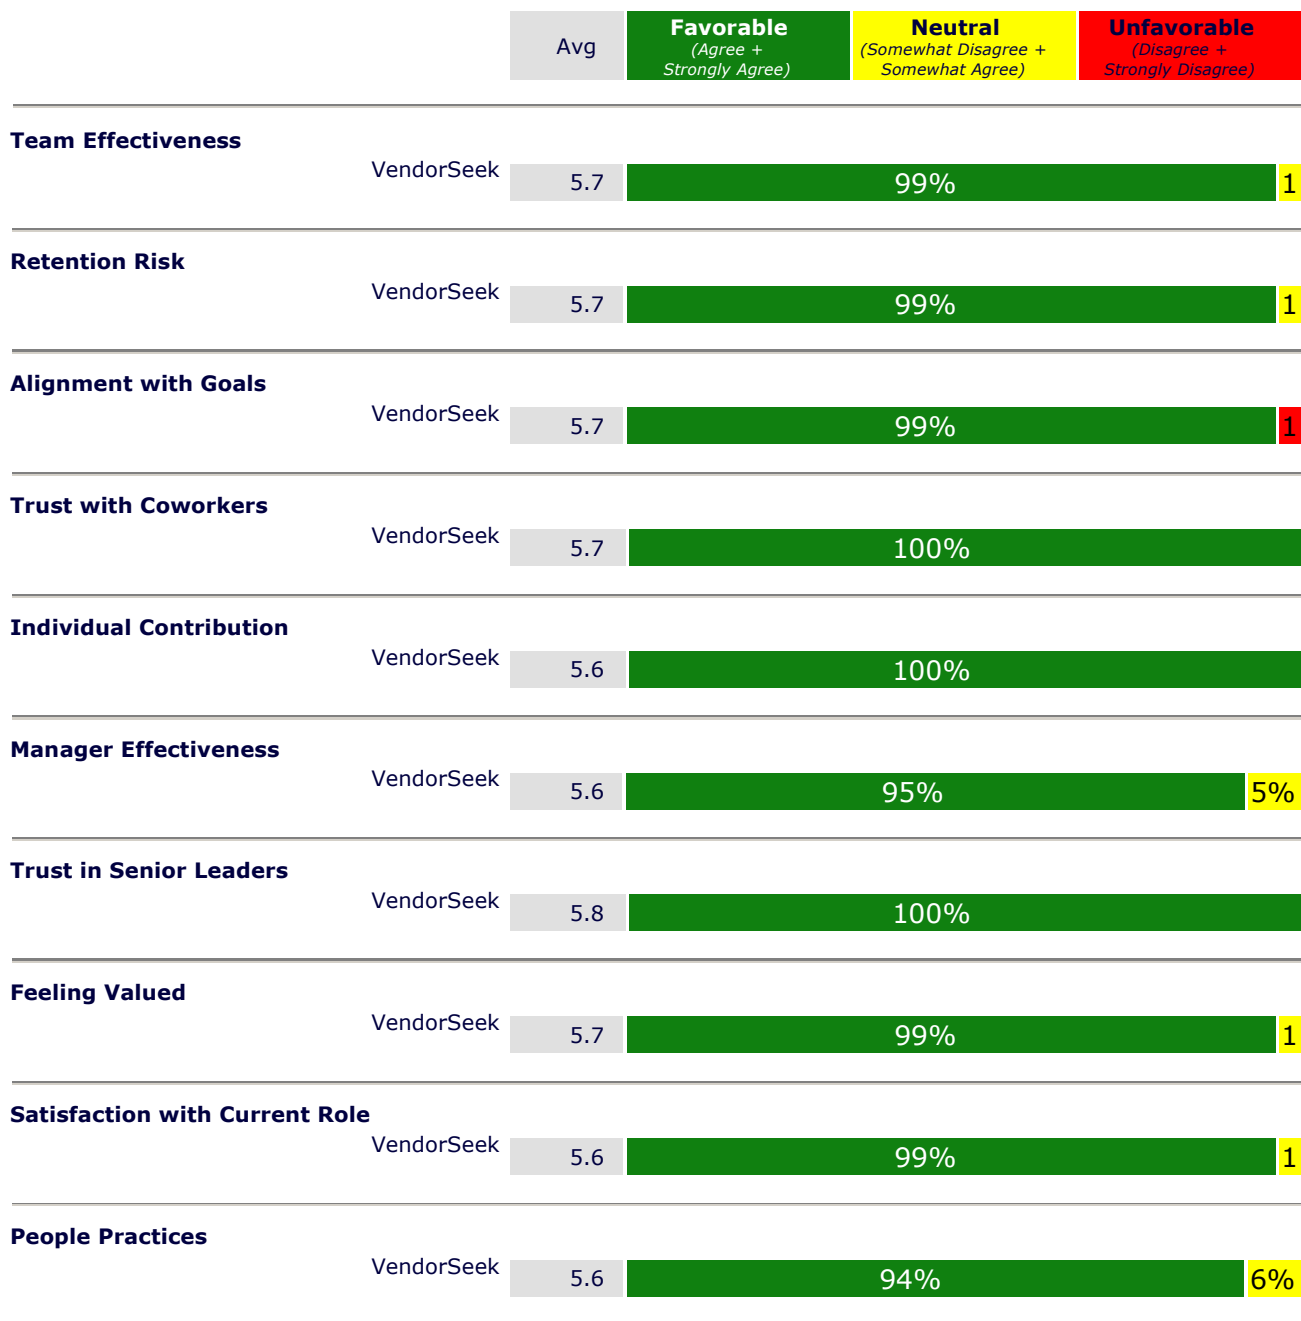 Avg
Favorable
(Agree +
Strongly Agree)
Neutral
(Somewhat Disagree +
Somewhat Agree)
Unfavorable
(Disagree +
Strongly Disagree)
Team Effectiveness
VendorSeek 5.7 99% 1
Retention Risk
VendorSeek 5.7 99% 1
Alignment with Goals
VendorSeek 5.7 99% 1
Trust with Coworkers
VendorSeek 5.7 100%
Individual Contribution
VendorSeek 5.6 100%
Manager Effectiveness
VendorSeek 5.6 95% 5%
Trust in Senior Leaders
VendorSeek 5.8 100%
Feeling Valued
VendorSeek 5.7 99% 1
Satisfaction with Current Role
VendorSeek 5.6 99% 1
People Practices
VendorSeek 5.6 94% 6%